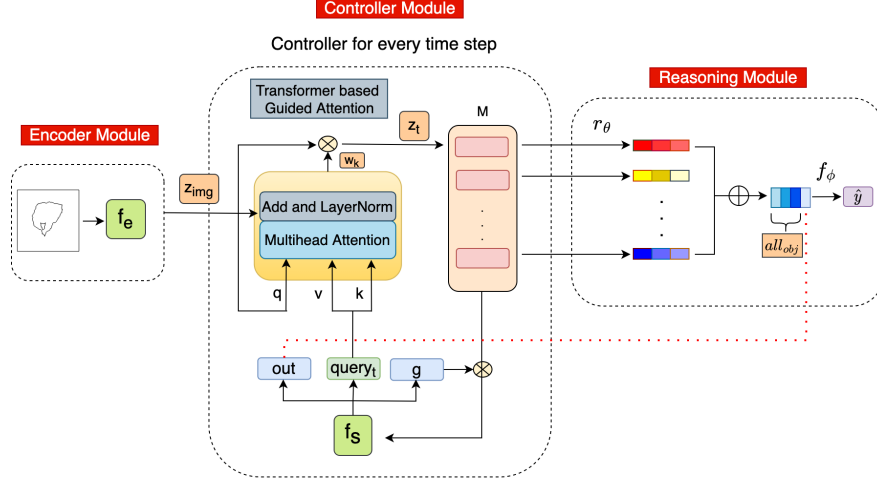 Controller Module
Controller for every time step
Reasoning Module
Encoder Module
Transformer based
Guided Attention
M
z_t
r_θ
w_k
z_img
f_e
Add and LayerNorm
Multihead Attention
f_ϕ
ŷ
all_obj
q
v
k
out
query_t
g
f_s